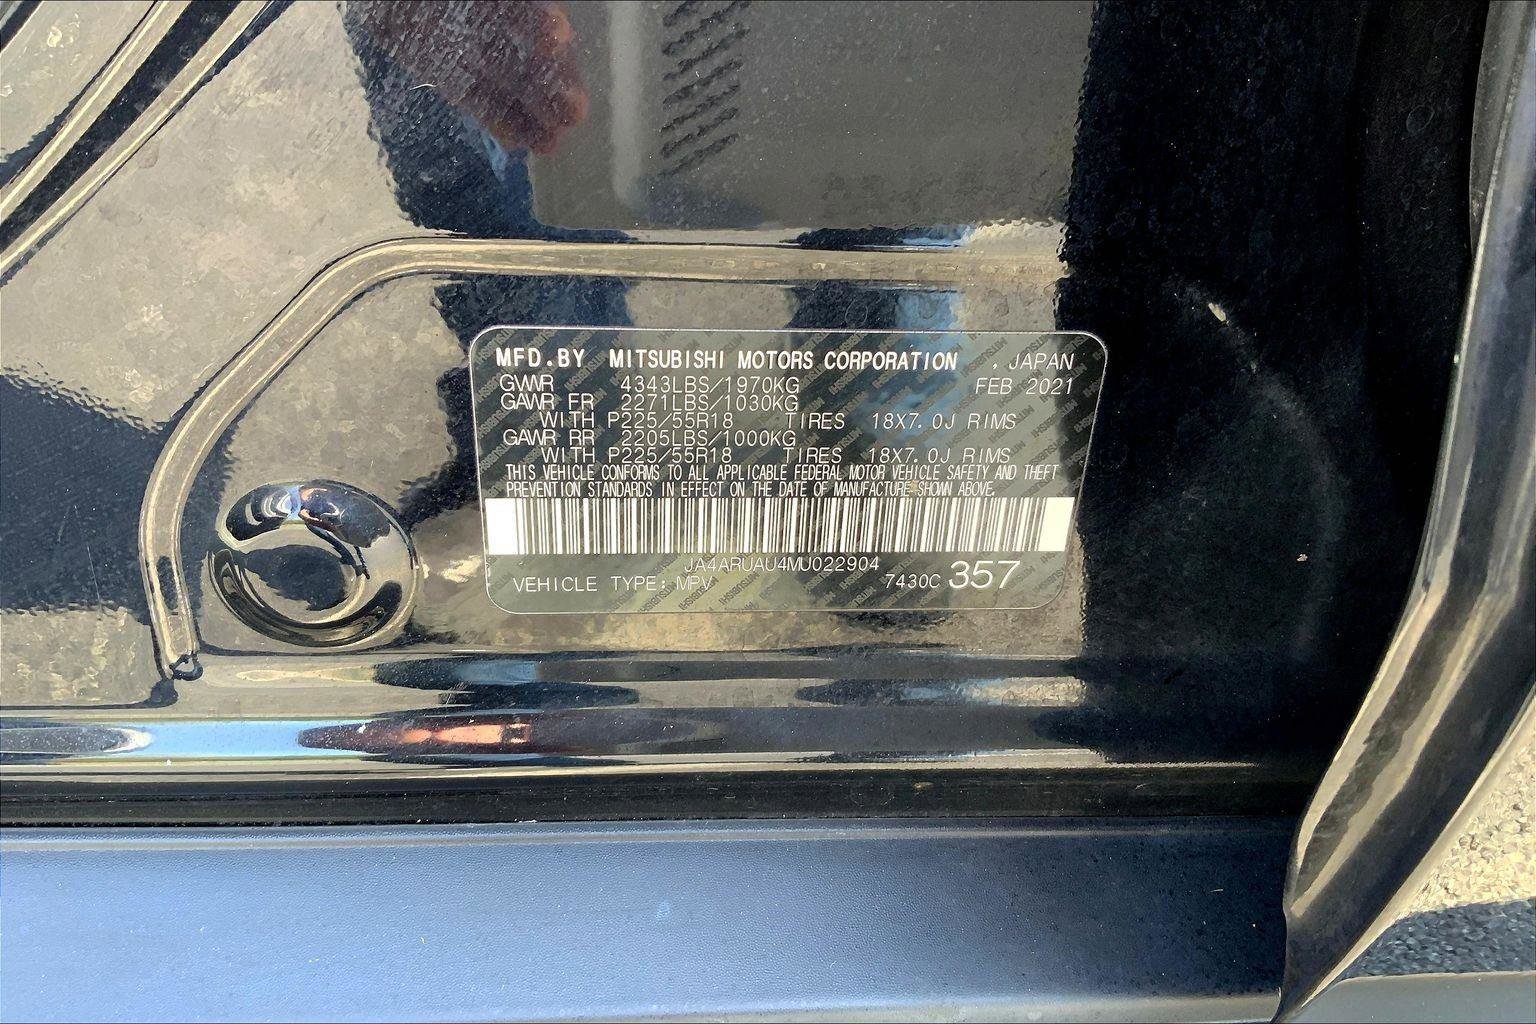 MFD.BY MITSUBISHI MOTORS CORPORATION , JAPAN
GVWR 4343LBS/1970KG FEB 2021
GAWR FR 2271LBS/1030KG
WITH P225/55R18 TIRES 18X7.0J RIMS
GAWR RR 2205LBS/1000KG
WITH P225/55R18 TIRES 18X7.0J RIMS
THIS VEHICLE CONFORMS TO ALL APPLICABLE FEDERAL MOTOR VEHICLE SAFETY AND THEFT
PREVENTION STANDARDS IN EFFECT ON THE DATE OF MANUFACTURE SHOWN ABOVE.
JA4ARUAU4MU022904
VEHICLE TYPE: MPV 7430C 357